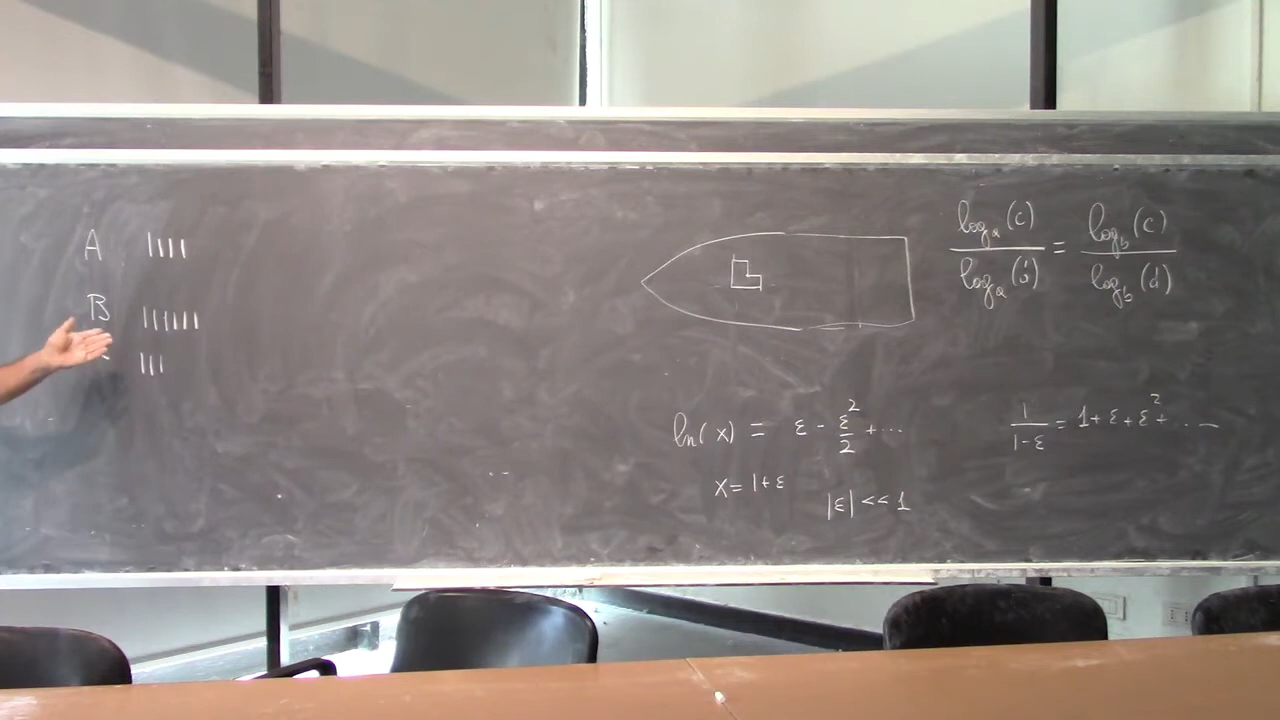 A ||||
B ||||||
|||
log_a(c) / log_a(d) = log_b(c) / log_b(d)
ln(x) = ε - ε²/2 + ...
x = 1+ε
|ε| << 1
1/(1-ε) = 1+ε+ε²+ ...